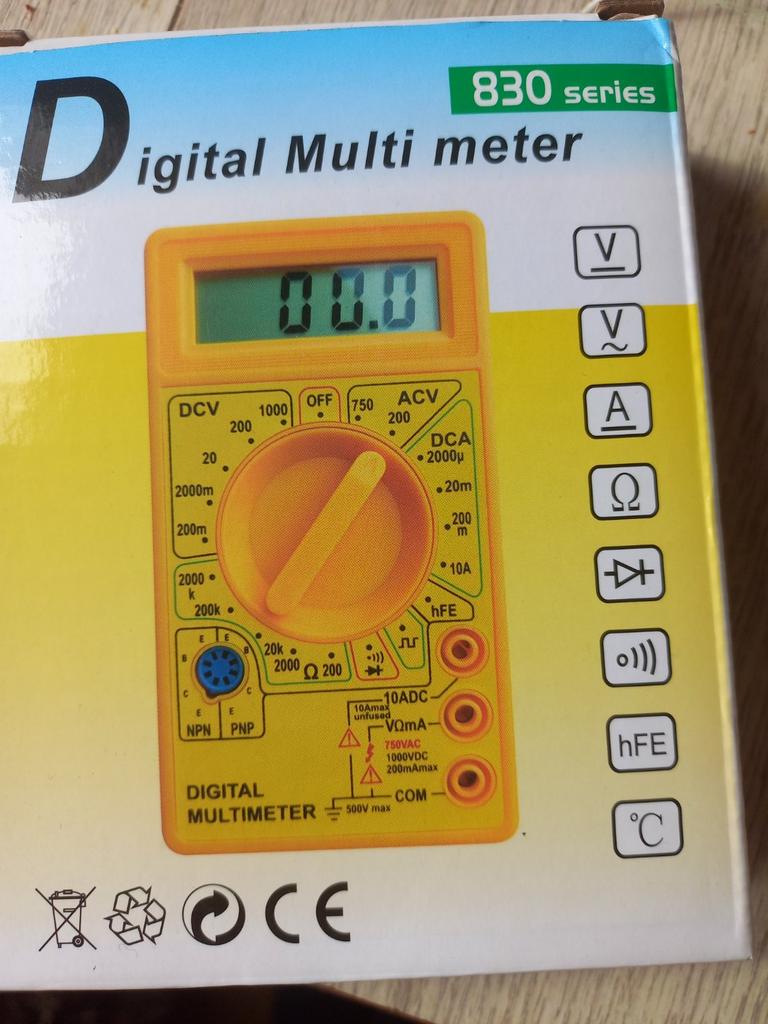 830 series
Digital Multi meter
V
00.0
V
~
OFF
750
ACV
DCV
1000
200
A
200
DCA
2000µ
20
20m
2000m
Ω
200
m
200m
10A
2000
k
hFE
200k
20k
2000
Ω
200
E
E
B
B
C
C
E
E
NPN
PNP
10ADC
10Amax
unfused
VΩmA
750VAC
1000VDC
200mAmax
hFE
DIGITAL
MULTIMETER
500V max
COM
°C
CE